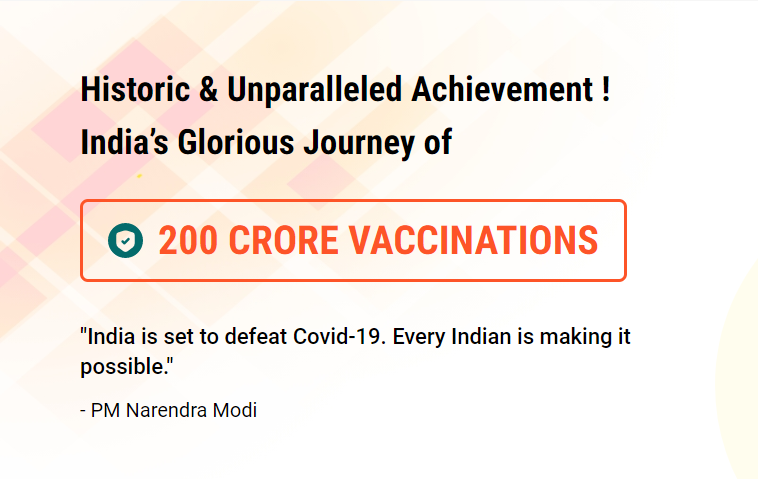 Historic & Unparalleled Achievement !
India’s Glorious Journey of
200 CRORE VACCINATIONS
"India is set to defeat Covid-19. Every Indian is making it
possible."
- PM Narendra Modi